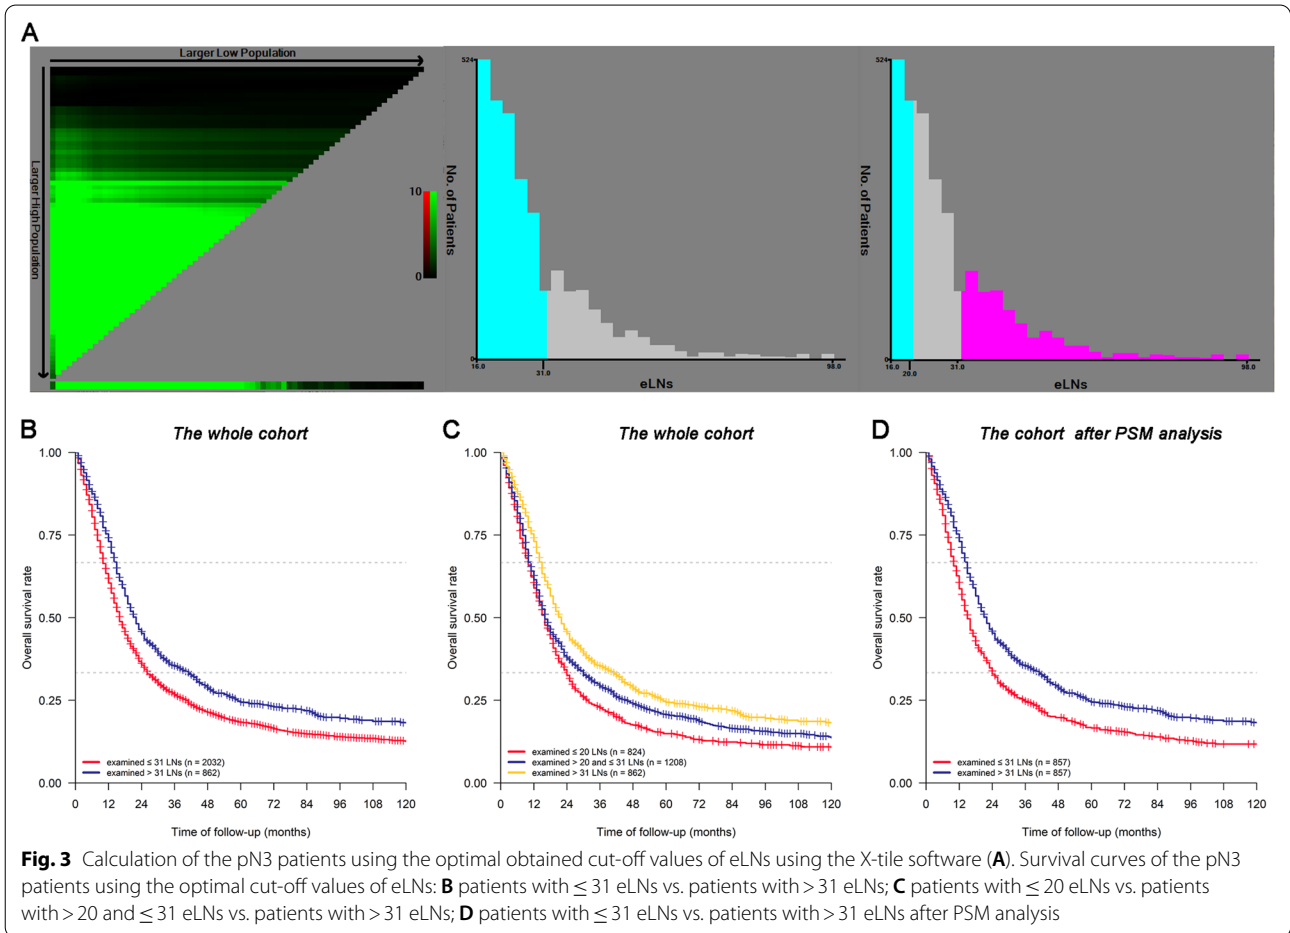 A
Larger Low Population
Larger High Population
10
0
524
No. of Patients
0
16.0
31.0
98.0
eLNs
524
No. of Patients
0
16.0
20.0
31.0
98.0
eLNs
B
The whole cohort
1.00
0.75
0.50
0.25
0.00
Overall survival rate
examined ≤ 31 LNs (n = 2032)
examined > 31 LNs (n = 862)
0 12 24 36 48 60 72 84 96 108 120
Time of follow-up (months)
C
The whole cohort
1.00
0.75
0.50
0.25
0.00
Overall survival rate
examined ≤ 20 LNs (n = 824)
examined > 20 and ≤ 31 LNs (n = 1208)
examined > 31 LNs (n = 862)
0 12 24 36 48 60 72 84 96 108 120
Time of follow-up (months)
D
The cohort after PSM analysis
1.00
0.75
0.50
0.25
0.00
Overall survival rate
examined ≤ 31 LNs (n = 857)
examined > 31 LNs (n = 857)
0 12 24 36 48 60 72 84 96 108 120
Time of follow-up (months)
Fig. 3 Calculation of the pN3 patients using the optimal obtained cut-off values of eLNs using the X-tile software (A). Survival curves of the pN3
patients using the optimal cut-off values of eLNs: B patients with ≤ 31 eLNs vs. patients with > 31 eLNs; C patients with ≤ 20 eLNs vs. patients
with > 20 and ≤ 31 eLNs vs. patients with > 31 eLNs; D patients with ≤ 31 eLNs vs. patients with > 31 eLNs after PSM analysis